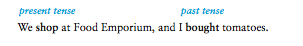 present tense past tense
We shop at Food Emporium, and I bought tomatoes.